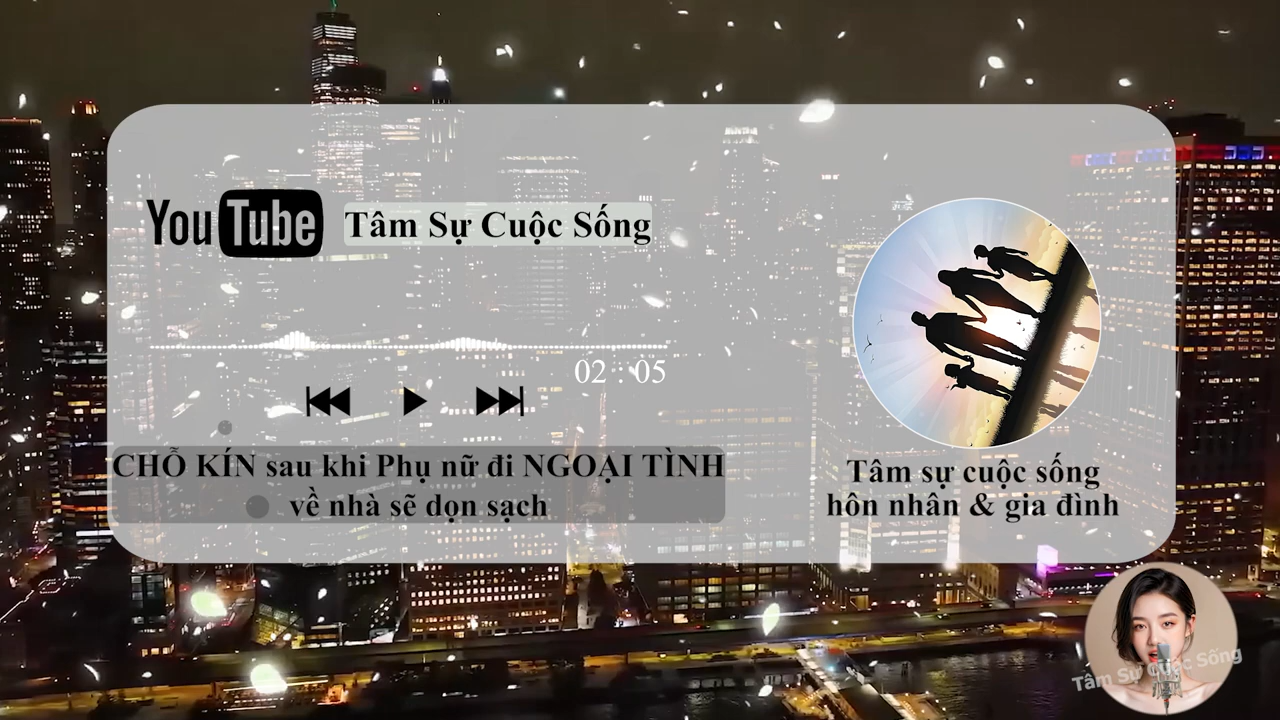 YouTube Tâm Sự Cuộc Sống
02 : 05
CHỖ KÍN sau khi Phụ nữ đi NGOẠI TÌNH
về nhà sẽ dọn sạch
Tâm sự cuộc sống
hôn nhân & gia đình
Tâm Sự Cuộc Sống